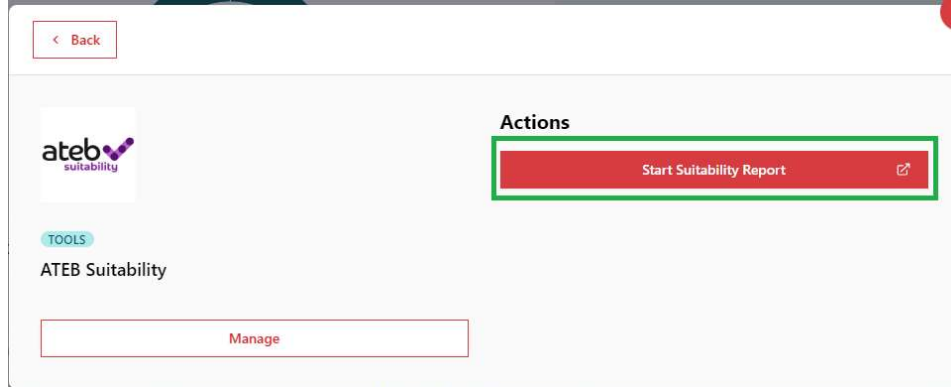 Back
ateb
suitability
TOOLS
ATEB Suitability
Manage
Actions
Start Suitability Report